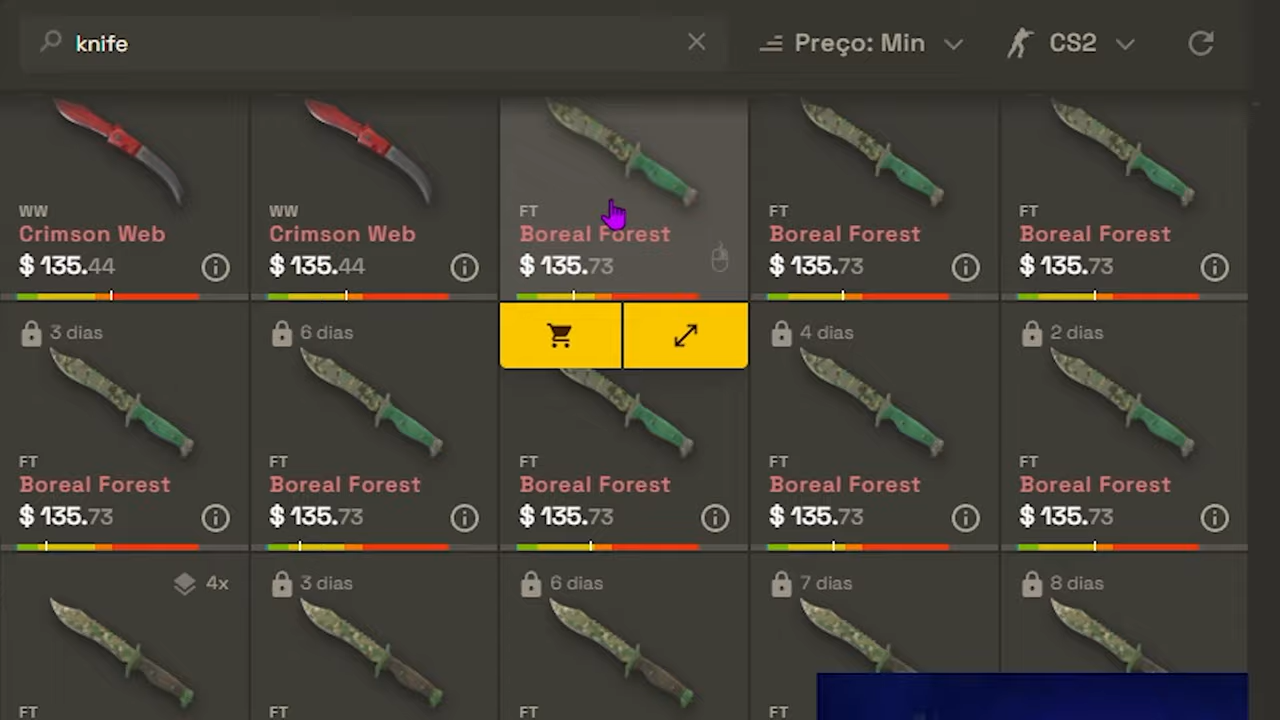 knife
Preço: Min
CS2
WW
Crimson Web
$ 135.44
WW
Crimson Web
$ 135.44
FT
Boreal Forest
$ 135.73
FT
Boreal Forest
$ 135.73
FT
Boreal Forest
$ 135.73
3 dias
FT
Boreal Forest
$ 135.73
6 dias
FT
Boreal Forest
$ 135.73
FT
Boreal Forest
$ 135.73
4 dias
FT
Boreal Forest
$ 135.73
2 dias
FT
Boreal Forest
$ 135.73
4x
FT
3 dias
FT
6 dias
FT
7 dias
FT
8 dias